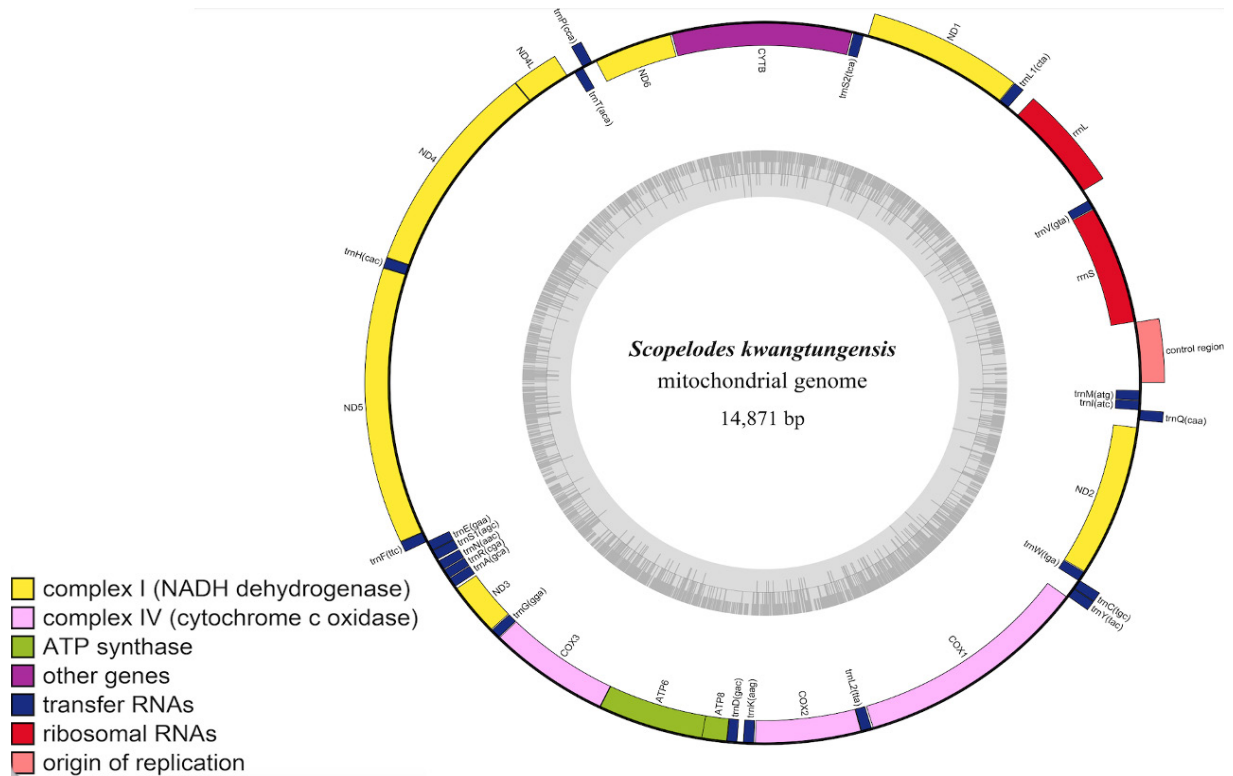 trnP(cca)
ND4L
ND6
CYTB
trnS2(tca)
ND1
trnL1(cta)
trnT(aca)
rrnL
ND4
trnV(gta)
rrnS
trnH(cac)
control region
Scopelodes kwangtungensis
mitochondrial genome
14,871 bp
trnM(atg)
trnI(atc)
trnQ(caa)
ND5
ND2
trnE(gaa)
trnS1(agc)
trnN(aac)
trnR(cga)
trnA(gca)
trnF(ttc)
trnW(tga)
ND3
trnG(gga)
trnC(tgc)
trnY(tac)
COX3
COX1
ATP6
ATP8
trnD(gac)
trnK(aag)
COX2
trnL2(tta)
complex I (NADH dehydrogenase)
complex IV (cytochrome c oxidase)
ATP synthase
other genes
transfer RNAs
ribosomal RNAs
origin of replication